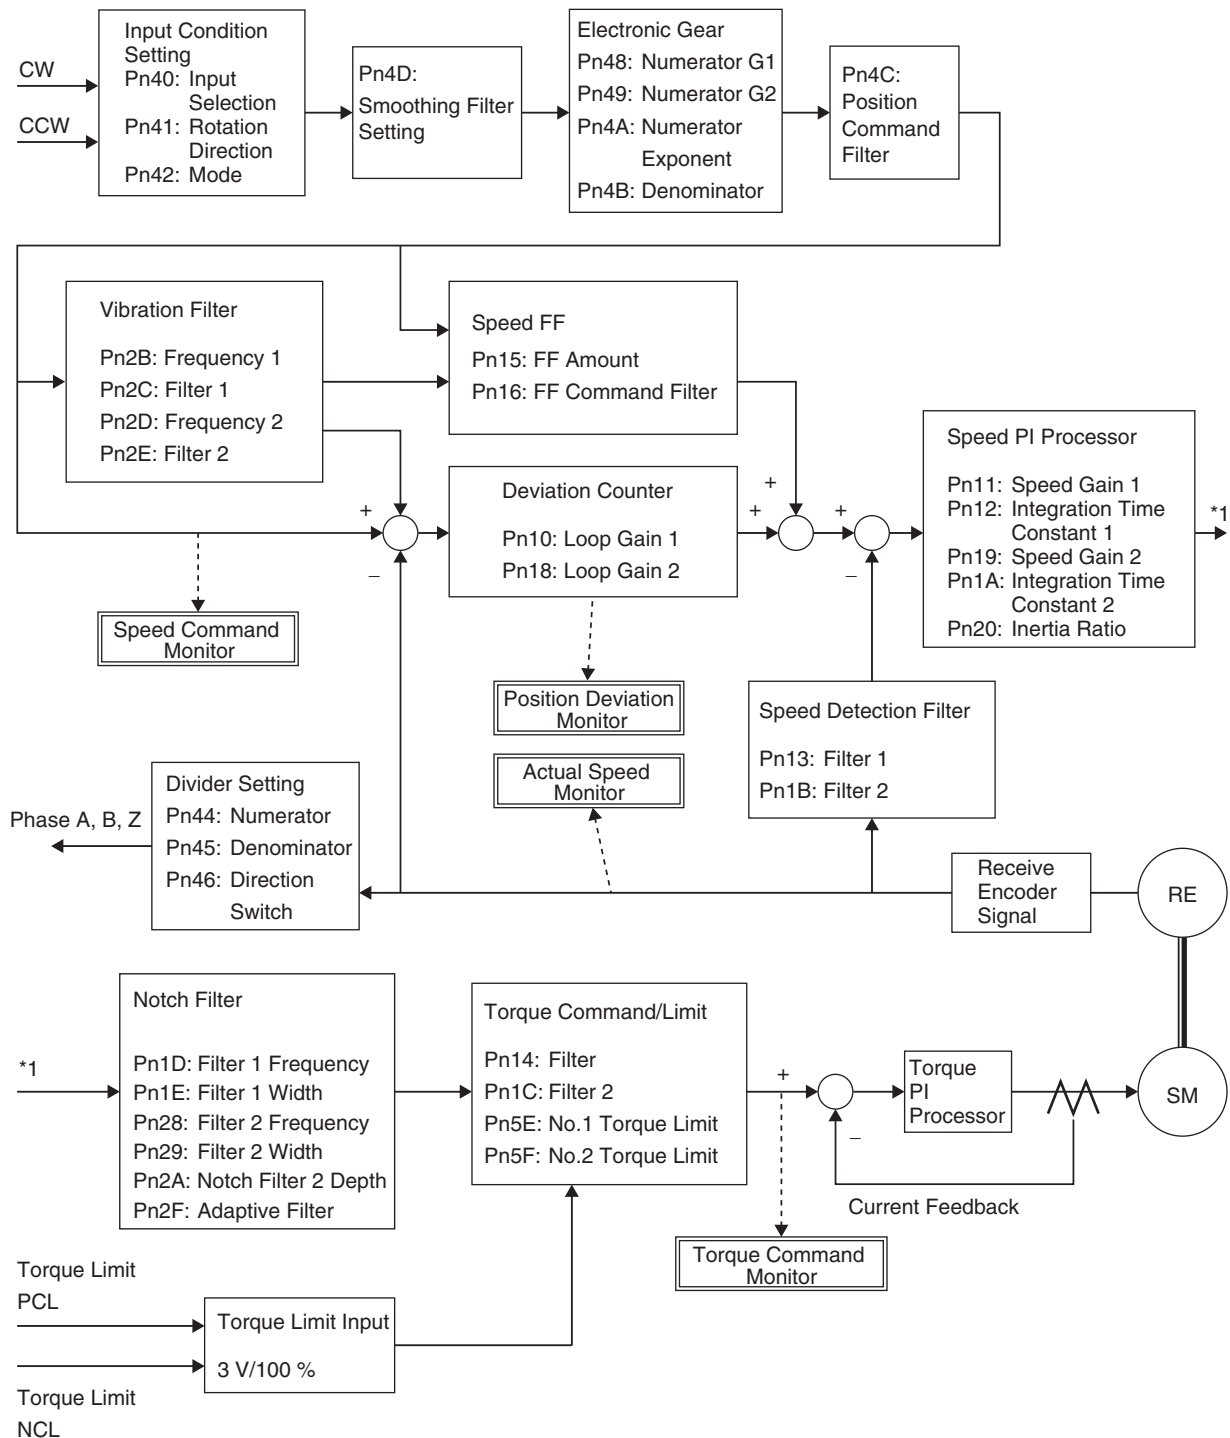 CW
CCW
Input Condition
Setting
Pn40: Input
Selection
Pn41: Rotation
Direction
Pn42: Mode
Pn4D:
Smoothing Filter
Setting
Electronic Gear
Pn48: Numerator G1
Pn49: Numerator G2
Pn4A: Numerator
Exponent
Pn4B: Denominator
Pn4C:
Position
Command
Filter
Vibration Filter
Pn2B: Frequency 1
Pn2C: Filter 1
Pn2D: Frequency 2
Pn2E: Filter 2
Speed FF
Pn15: FF Amount
Pn16: FF Command Filter
+
–
Deviation Counter
Pn10: Loop Gain 1
Pn18: Loop Gain 2
+
+
+
–
Speed PI Processor
Pn11: Speed Gain 1
Pn12: Integration Time
Constant 1
Pn19: Speed Gain 2
Pn1A: Integration Time
Constant 2
Pn20: Inertia Ratio
*1
Speed Command
Monitor
Position Deviation
Monitor
Actual Speed
Monitor
Speed Detection Filter
Pn13: Filter 1
Pn1B: Filter 2
Phase A, B, Z
Divider Setting
Pn44: Numerator
Pn45: Denominator
Pn46: Direction
Switch
Receive
Encoder
Signal
RE
*1
Notch Filter
Pn1D: Filter 1 Frequency
Pn1E: Filter 1 Width
Pn28: Filter 2 Frequency
Pn29: Filter 2 Width
Pn2A: Notch Filter 2 Depth
Pn2F: Adaptive Filter
Torque Command/Limit
Pn14: Filter
Pn1C: Filter 2
Pn5E: No.1 Torque Limit
Pn5F: No.2 Torque Limit
+
–
Torque
PI
Processor
SM
Current Feedback
Torque Command
Monitor
Torque Limit
PCL
Torque Limit Input
3 V/100 %
Torque Limit
NCL